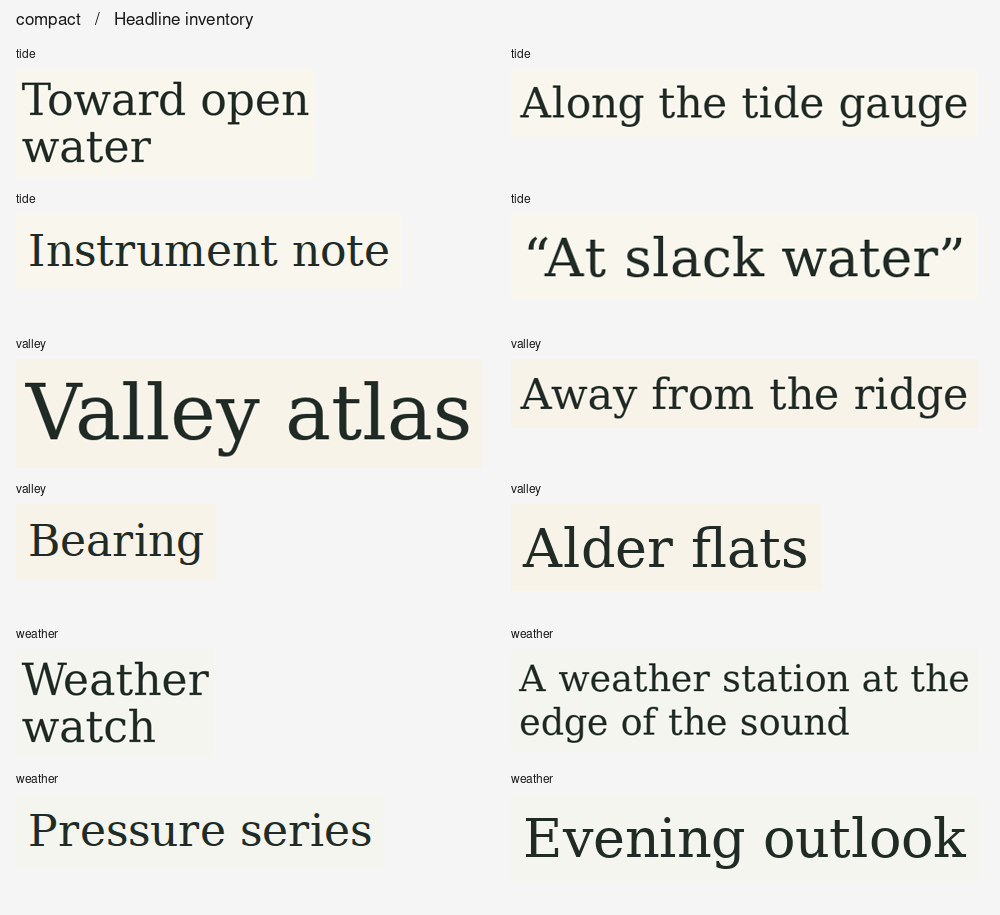 compact / Headline inventory
tide
Toward open
water
tide
Along the tide gauge
tide
Instrument note
tide
“At slack water”
valley
Valley atlas
valley
Away from the ridge
valley
Bearing
valley
Alder flats
weather
Weather
watch
weather
A weather station at the
edge of the sound
weather
Pressure series
weather
Evening outlook